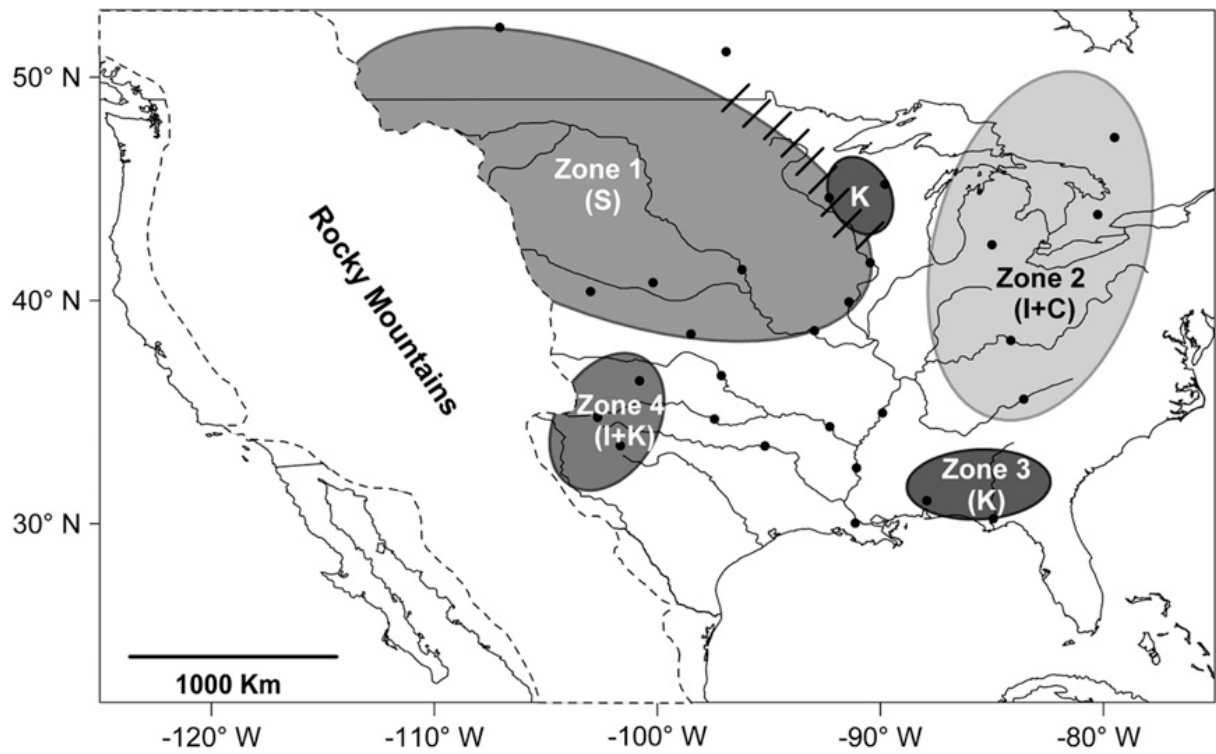 50° N
40° N
30° N
Zone 1
(S)
K
Zone 2
(I+C)
Rocky Mountains
Zone 4
(I+K)
Zone 3
(K)
1000 Km
-120° W
-110° W
-100° W
-90° W
-80° W